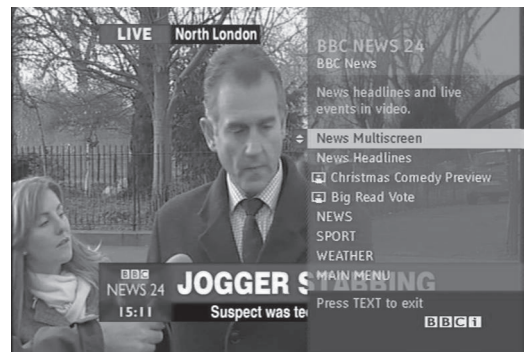 LIVE North London
BBC NEWS 24
BBC News
News headlines and live
events in video.
News Multiscreen
News Headlines
Christmas Comedy Preview
Big Read Vote
NEWS
SPORT
WEATHER
MAIN MENU
Press TEXT to exit
BBCi
BBC
NEWS 24
15:11
JOGGER STABBING
Suspect was